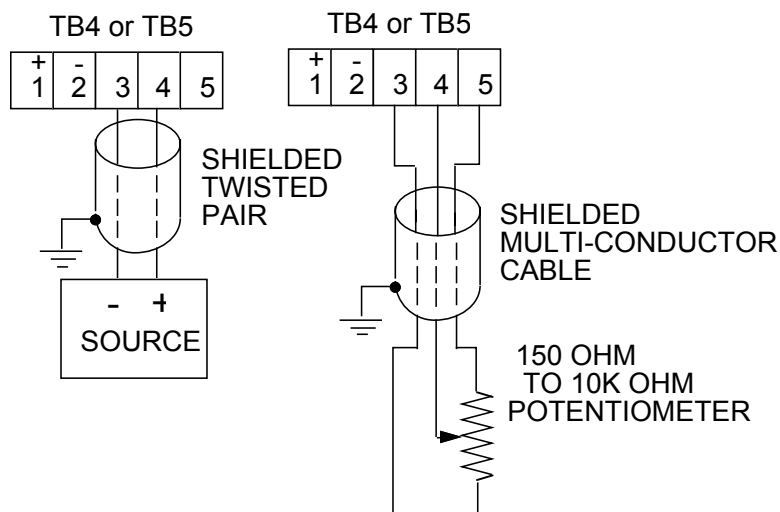 TB4 or TB5
+ -
1 2 3 4 5
SHIELDED
TWISTED
PAIR
- +
SOURCE
TB4 or TB5
+ -
1 2 3 4 5
SHIELDED
MULTI-CONDUCTOR
CABLE
150 OHM
TO 10K OHM
POTENTIOMETER